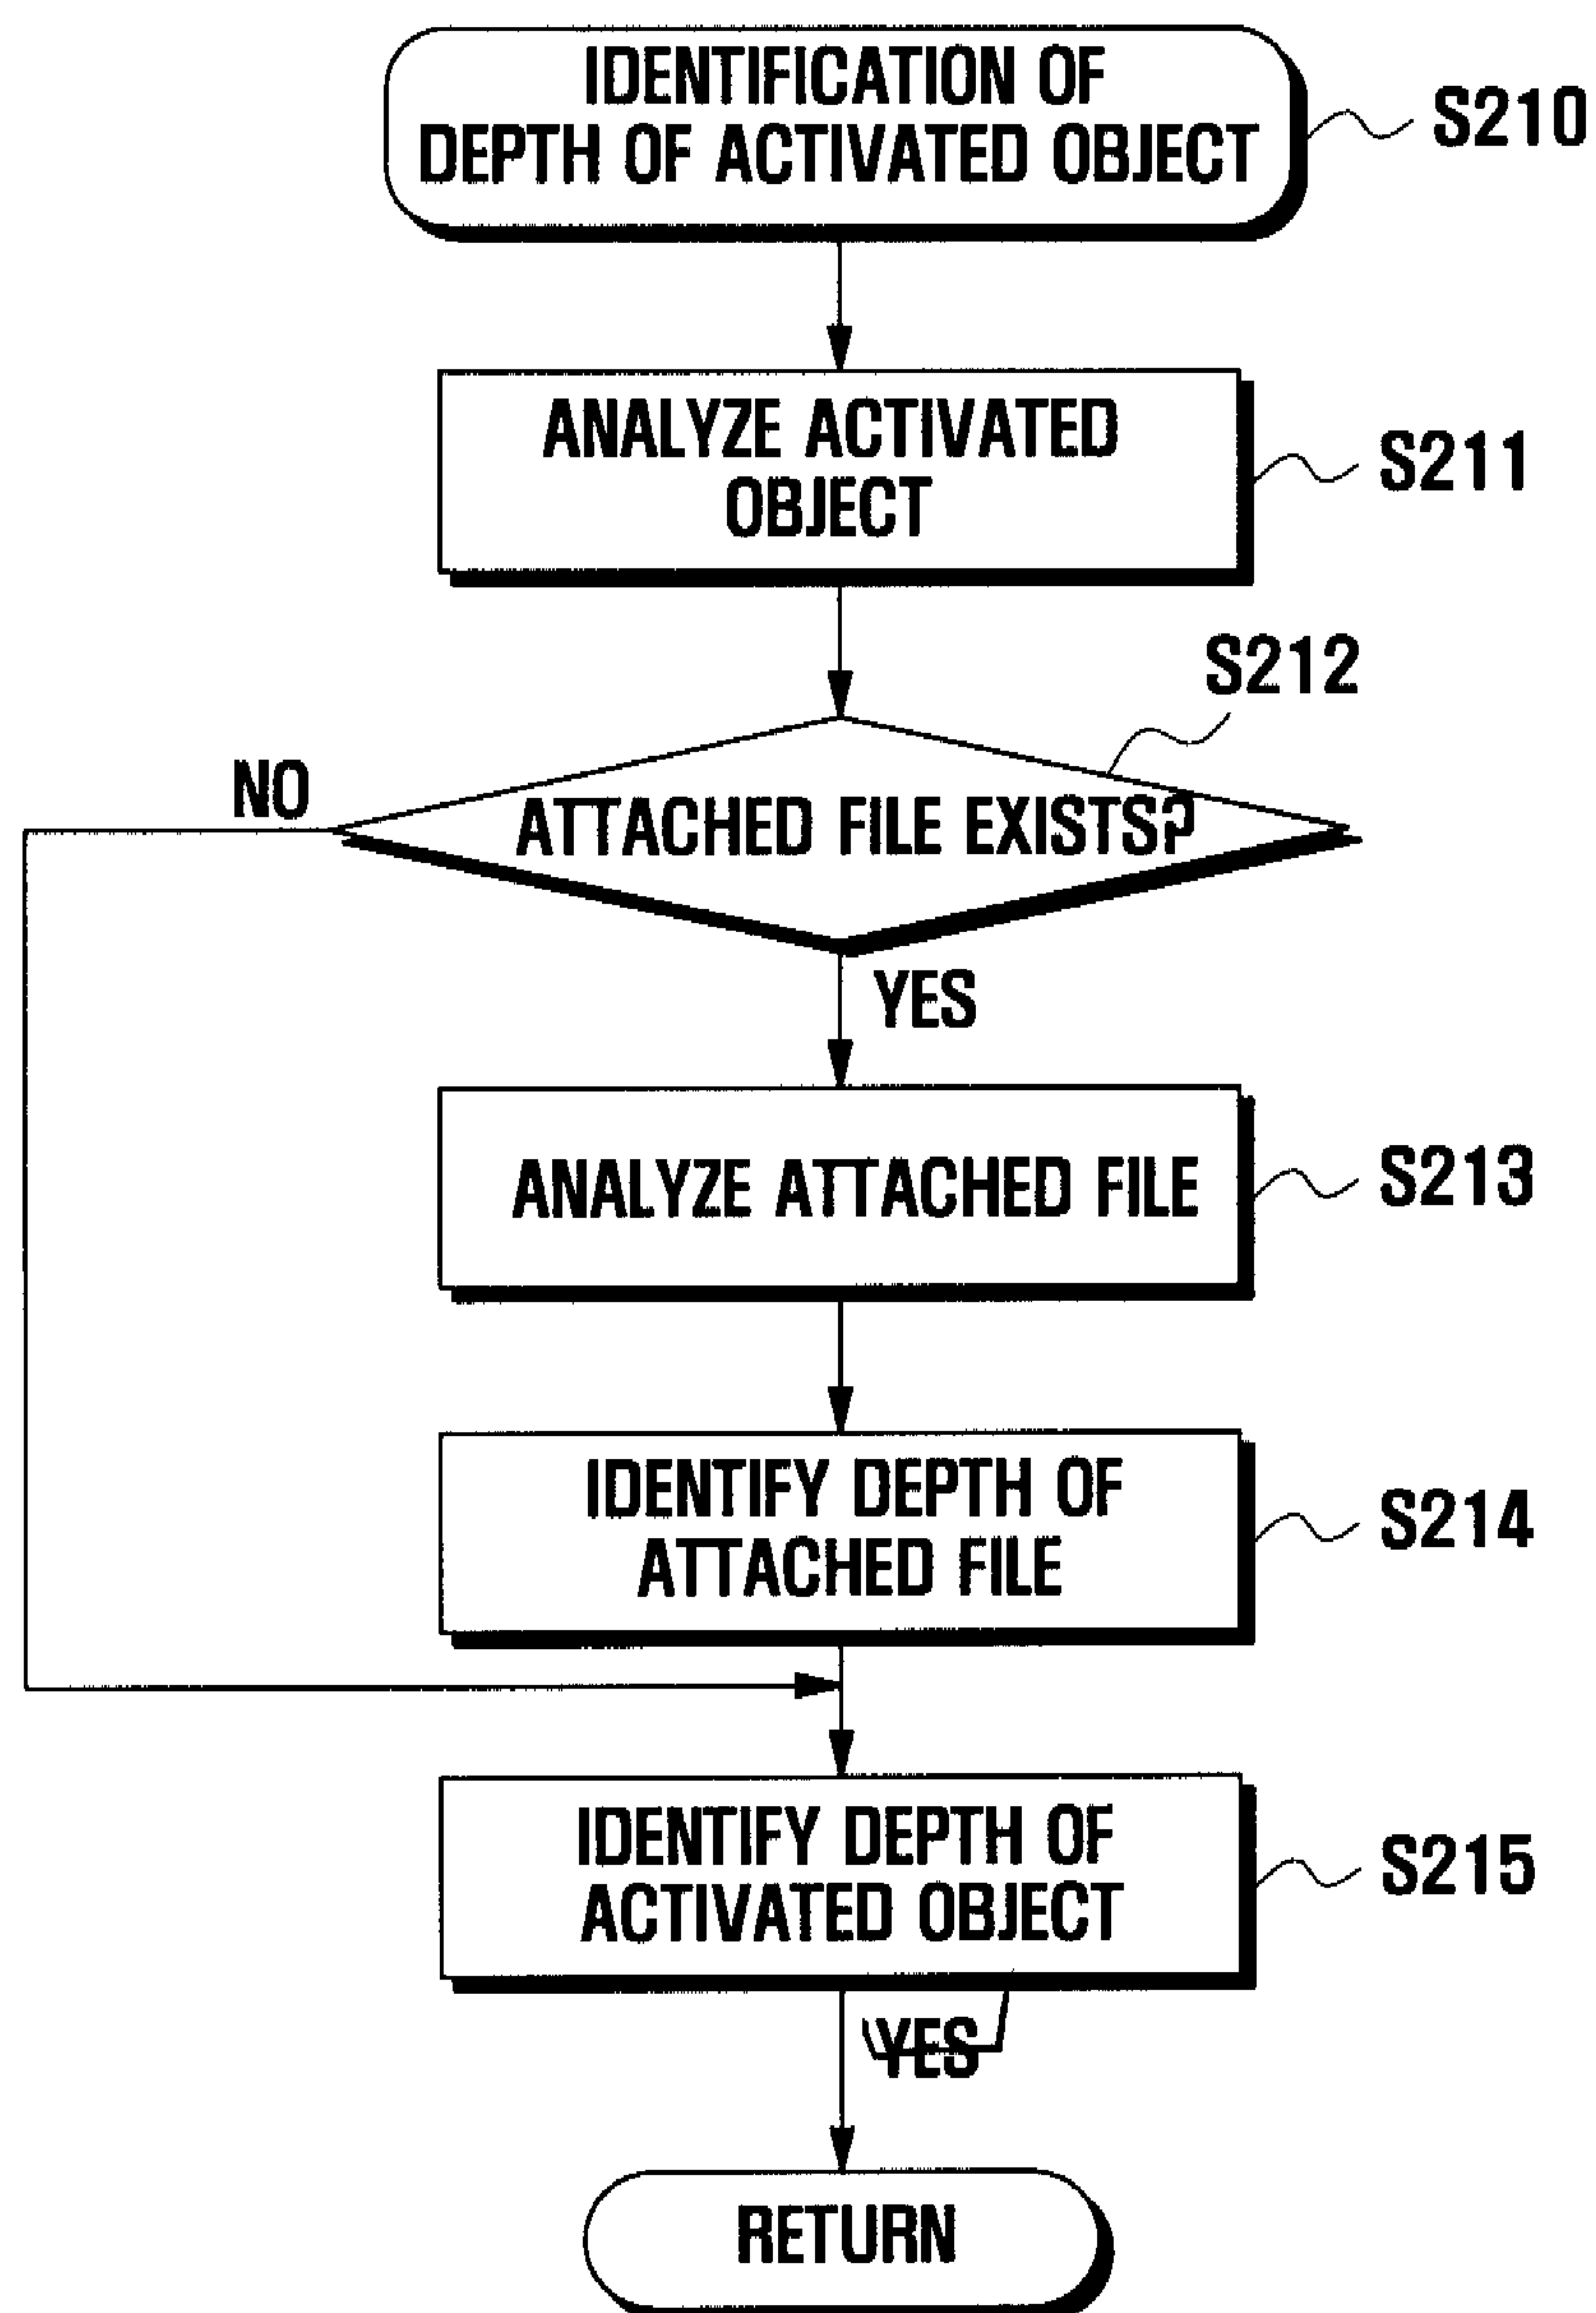 IDENTIFICATION OF
DEPTH OF ACTIVATED OBJECT
S210
ANALYZE ACTIVATED
OBJECT
S211
S212
NO
ATTACHED FILE EXISTS?
YES
ANALYZE ATTACHED FILE
S213
IDENTIFY DEPTH OF
ATTACHED FILE
S214
IDENTIFY DEPTH OF
ACTIVATED OBJECT
S215
YES
RETURN